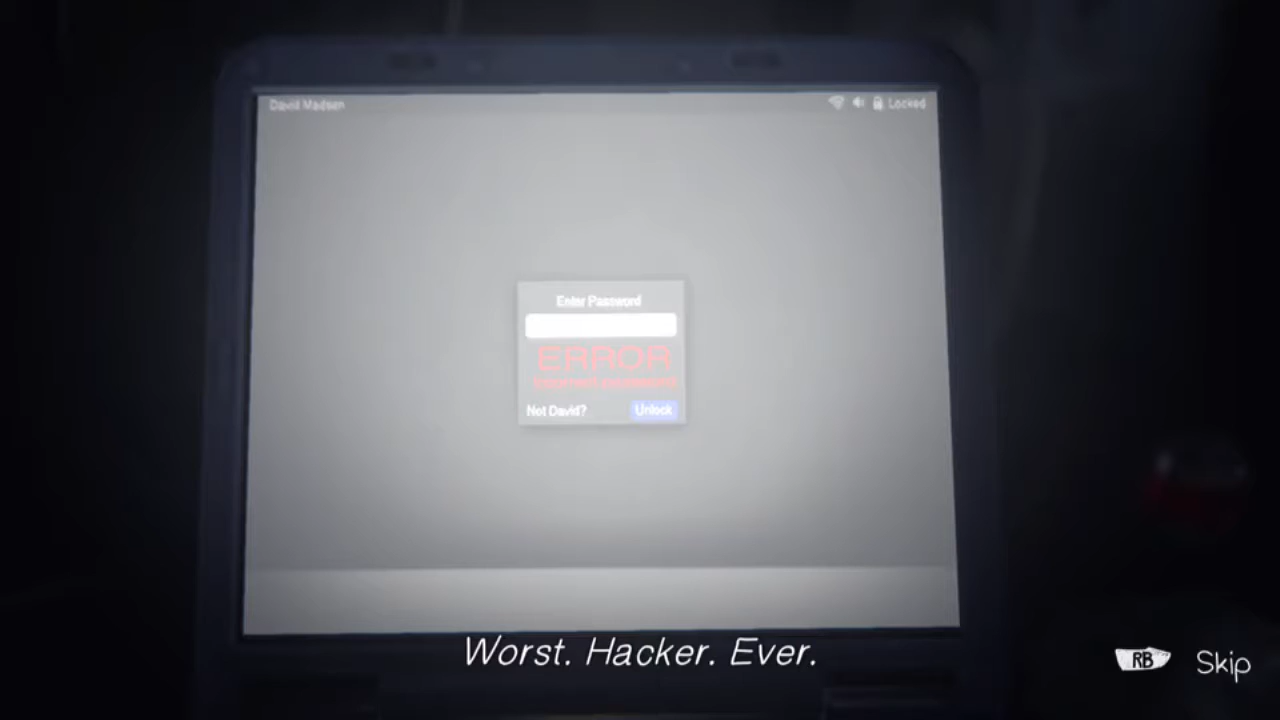 David Madsen
Locked
Enter Password
ERROR
Not David?
Unlock
Worst. Hacker. Ever.
RB Skip